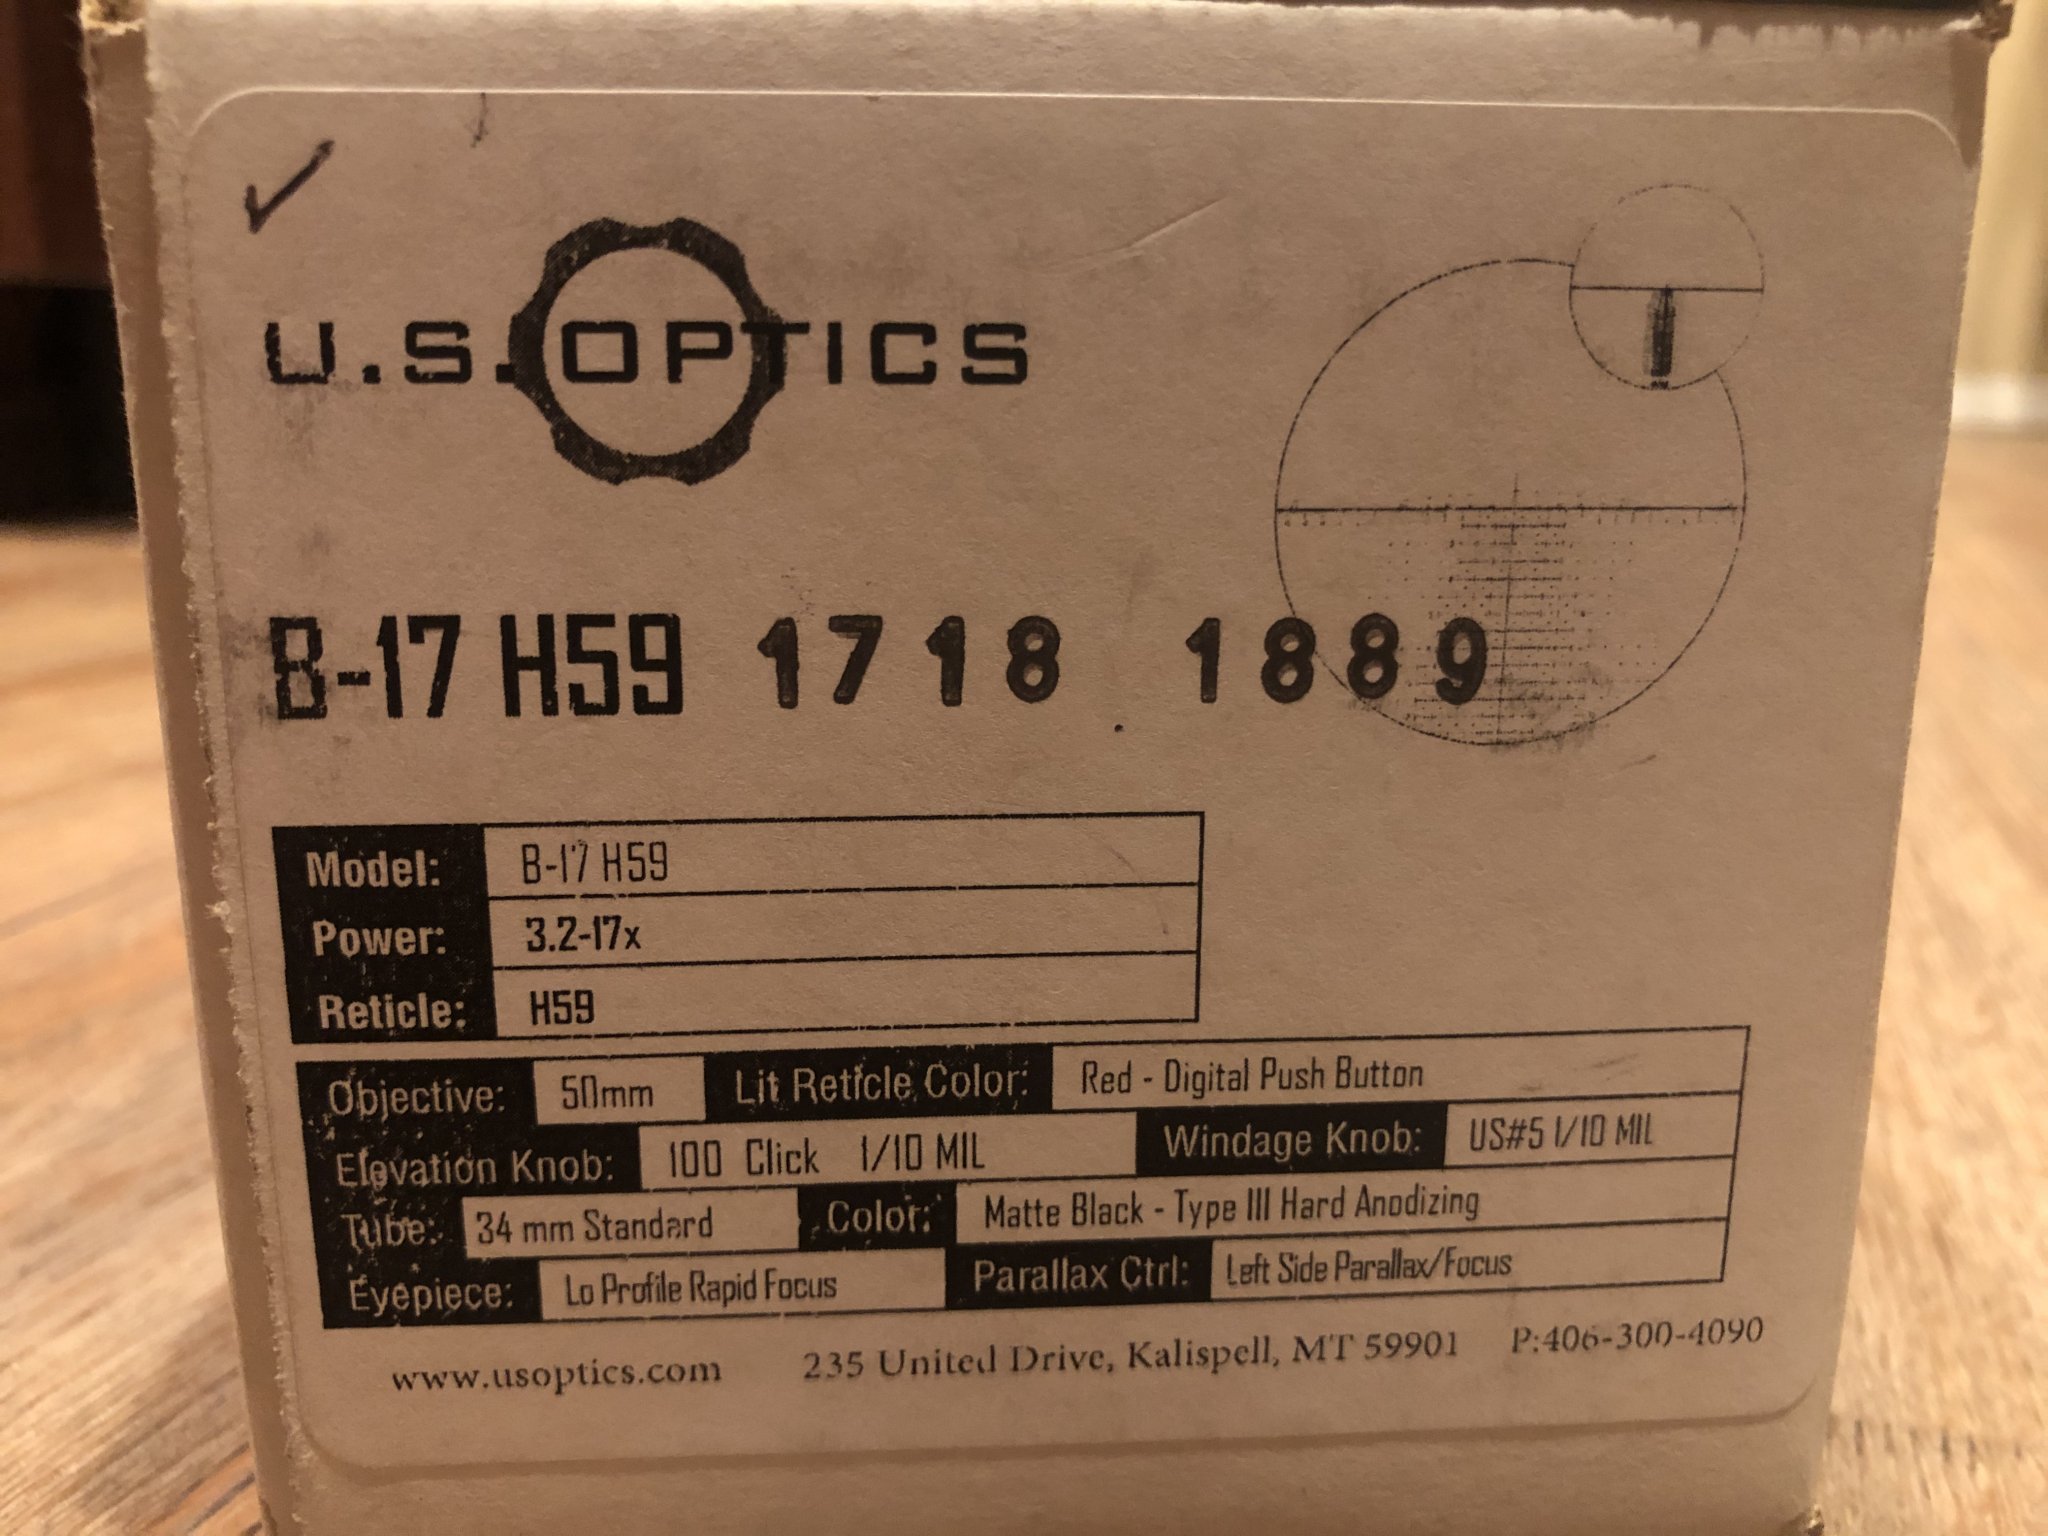 U.S. OPTICS
B-17 H59 1718 1889
Model: B-17 H59
Power: 3.2-17x
Reticle: H59
Objective: 50mm Lit Reticle Color: Red - Digital Push Button
Elevation Knob: 100 Click 1/10 MIL Windage Knob: US#5 1/10 MIL
Tube: 34 mm Standard Color: Matte Black - Type III Hard Anodizing
Eyepiece: Lo Profile Rapid Focus Parallax Ctrl: Left Side Parallax/Focus
www.usoptics.com 235 United Drive, Kalispell, MT 59901 P:406-300-4090